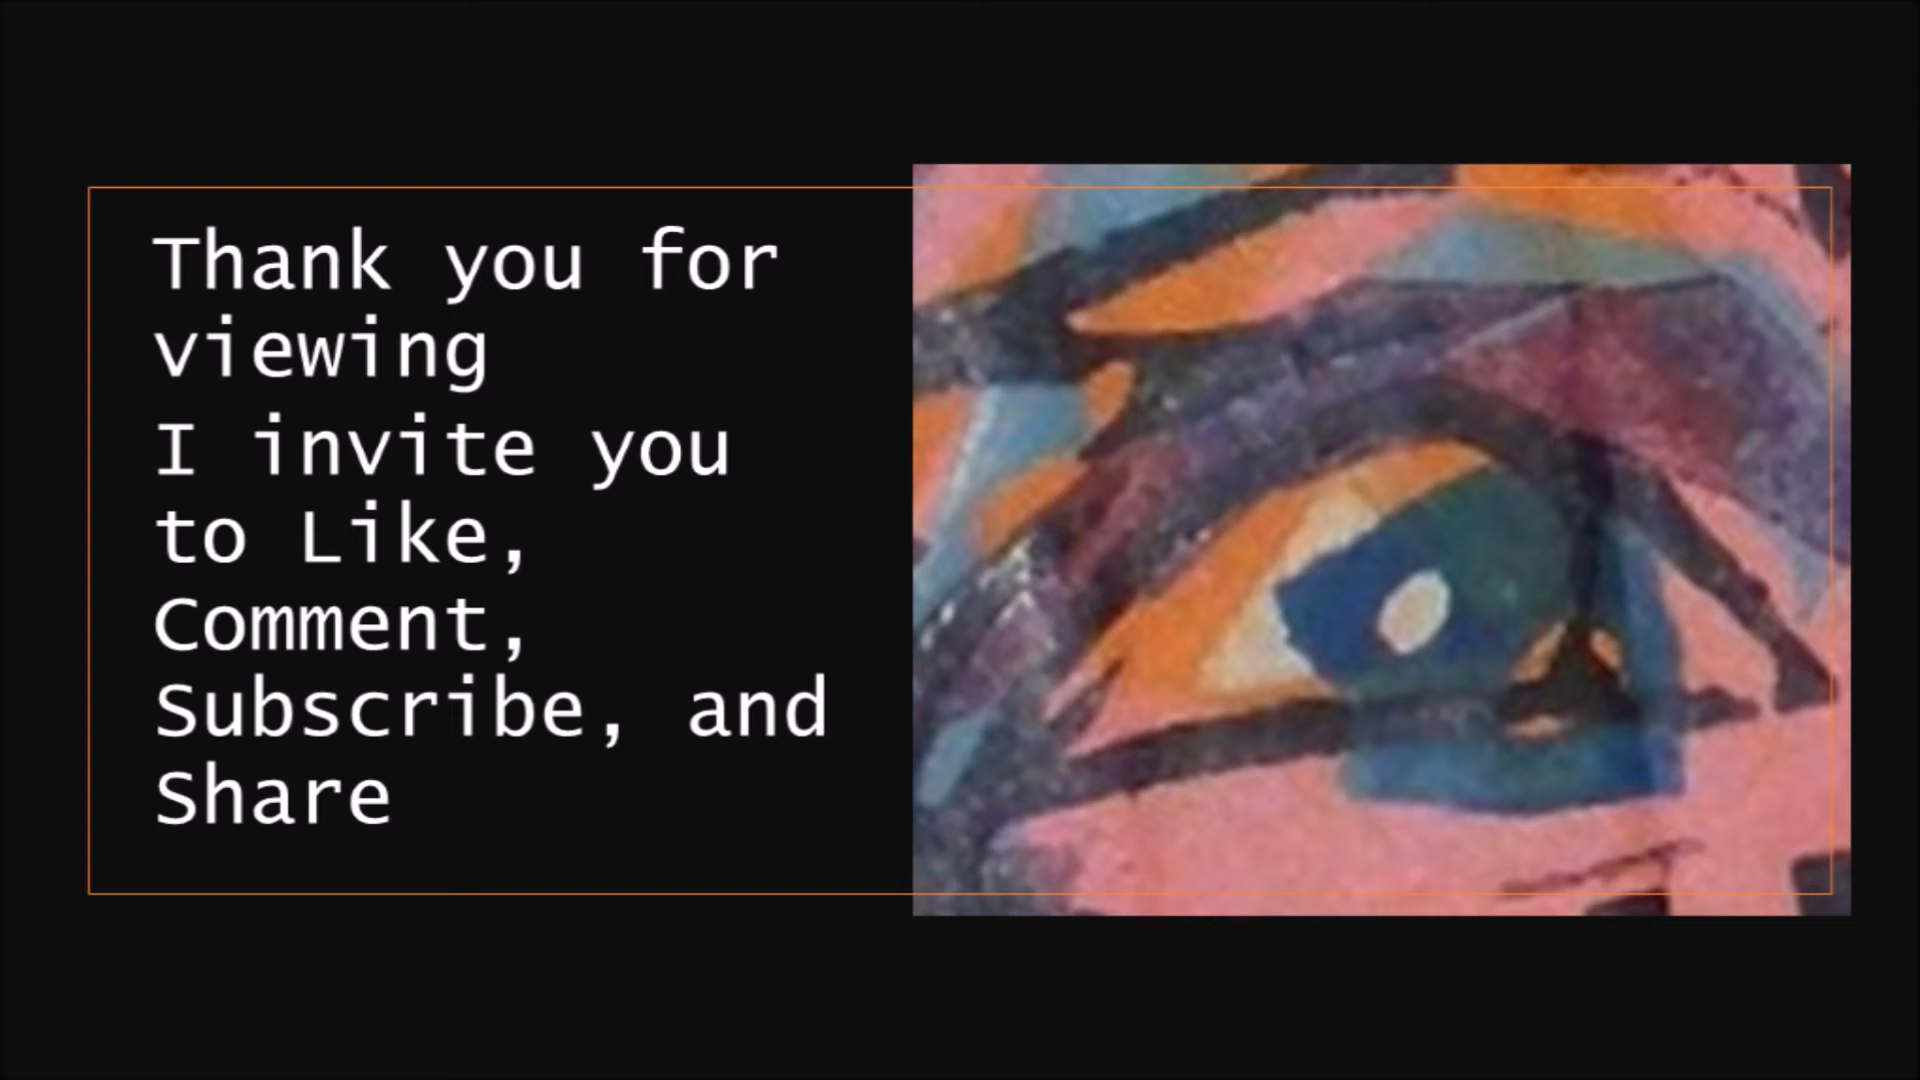 Thank you for
viewing
I invite you
to Like,
Comment,
Subscribe, and
Share